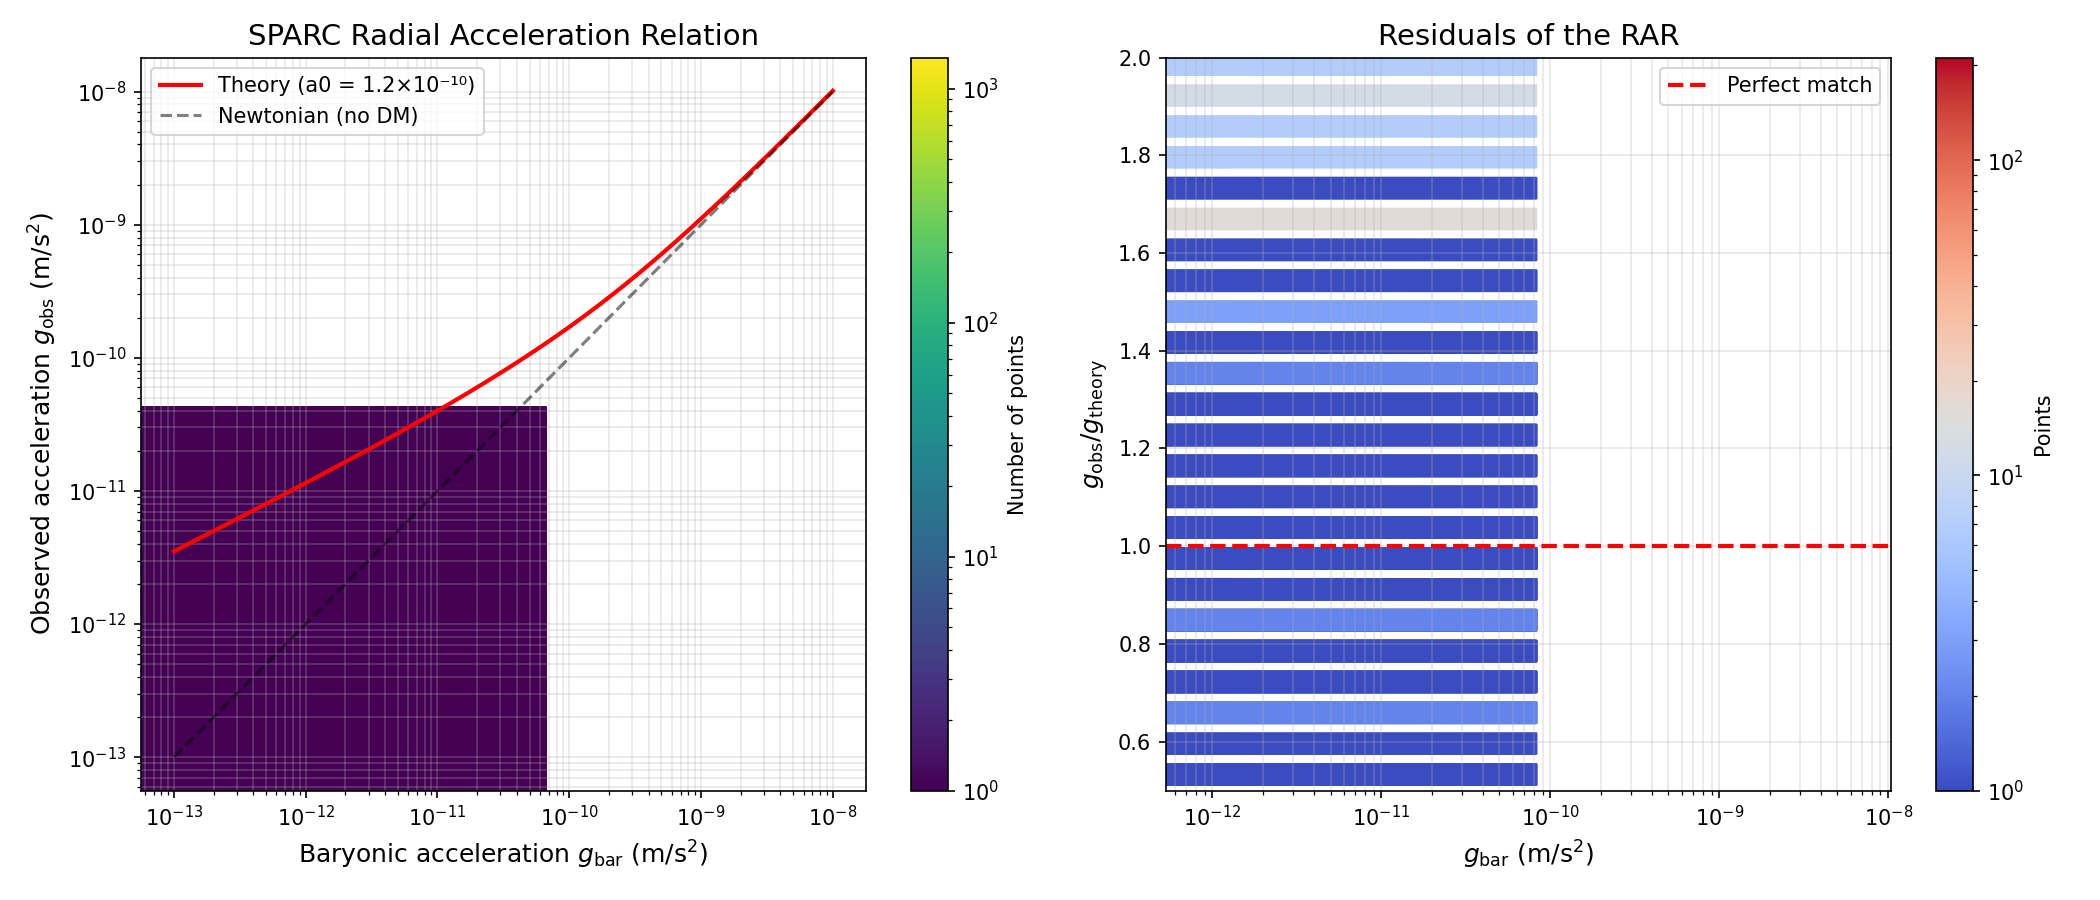 SPARC Radial Acceleration Relation
Theory (a0 = 1.2×10⁻¹⁰)
Newtonian (no DM)
Observed acceleration g_obs (m/s²)
10⁻⁸
10⁻⁹
10⁻¹⁰
10⁻¹¹
10⁻¹²
10⁻¹³
10⁻¹³ 10⁻¹² 10⁻¹¹ 10⁻¹⁰ 10⁻⁹ 10⁻⁸
Baryonic acceleration g_bar (m/s²)
10³
10²
10¹
10⁰
Number of points
Residuals of the RAR
Perfect match
g_obs/g_theory
2.0
1.8
1.6
1.4
1.2
1.0
0.8
0.6
10⁻¹² 10⁻¹¹ 10⁻¹⁰ 10⁻⁹ 10⁻⁸
g_bar (m/s²)
10²
10¹
10⁰
Points